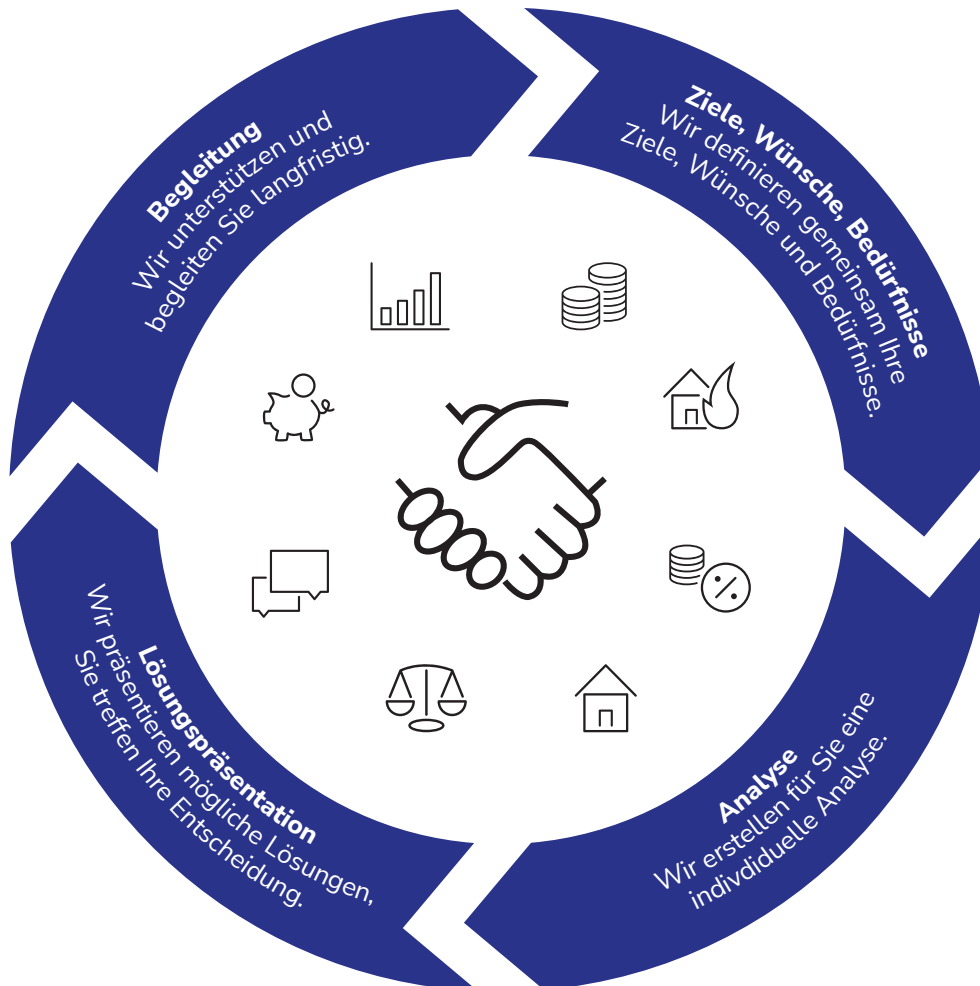 Ziele, Wünsche, Bedürfnisse
Wir definieren gemeinsam Ihre
Ziele, Wünsche und Bedürfnisse.
Analyse
Wir erstellen für Sie eine
indivdiduelle Analyse.
Lösungspräsentation
Wir präsentieren mögliche Lösungen,
Sie treffen Ihre Entscheidung.
Begleitung
Wir unterstützen und
begleiten Sie langfristig.
%